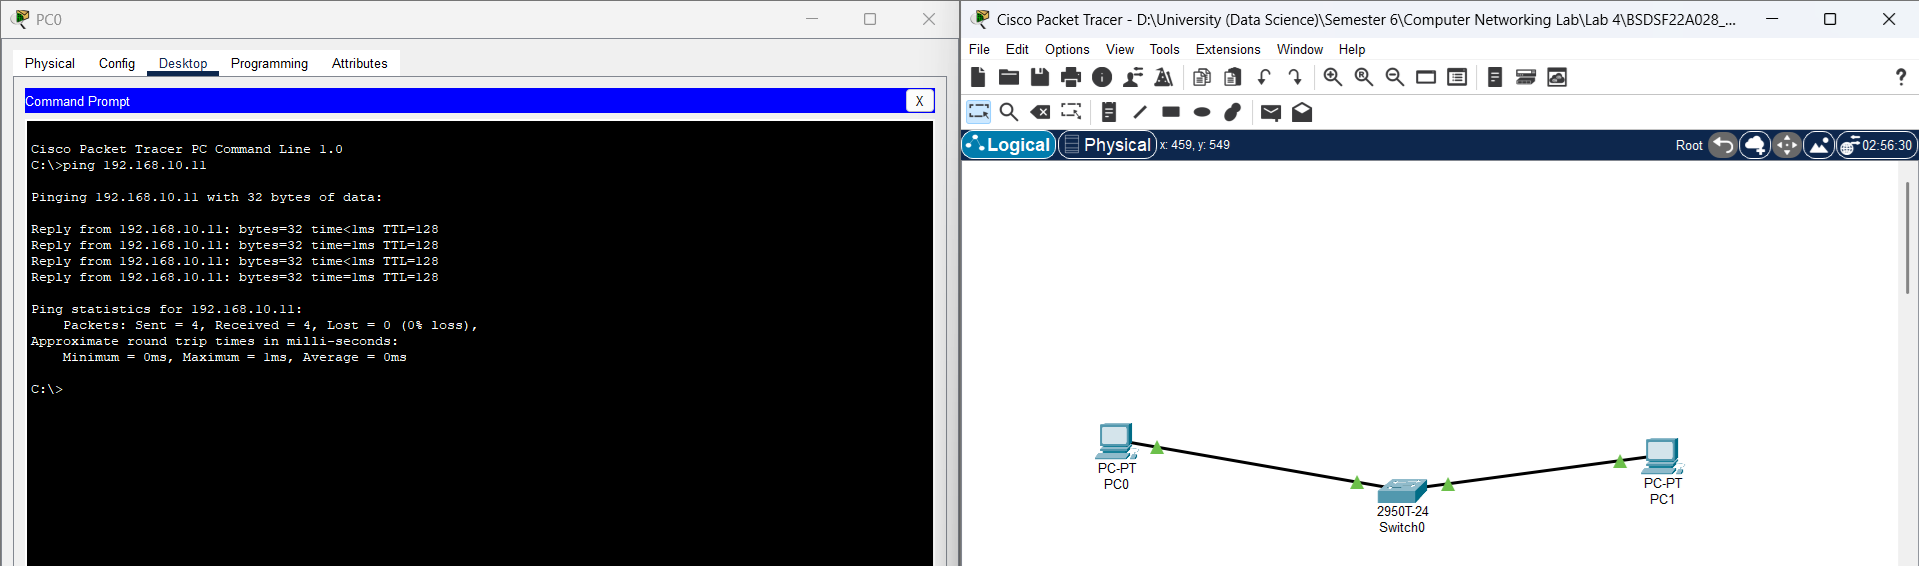 PC0
Physical Config Desktop Programming Attributes
Command Prompt
X
Cisco Packet Tracer PC Command Line 1.0
C:\>ping 192.168.10.11
Pinging 192.168.10.11 with 32 bytes of data:
Reply from 192.168.10.11: bytes=32 time<1ms TTL=128
Reply from 192.168.10.11: bytes=32 time=1ms TTL=128
Reply from 192.168.10.11: bytes=32 time<1ms TTL=128
Reply from 192.168.10.11: bytes=32 time=1ms TTL=128
Ping statistics for 192.168.10.11:
Packets: Sent = 4, Received = 4, Lost = 0 (0% loss),
Approximate round trip times in milli-seconds:
Minimum = 0ms, Maximum = 1ms, Average = 0ms
C:\>
Cisco Packet Tracer - D:\University (Data Science)\Semester 6\Computer Networking Lab\Lab 4\BSDSF22A028_...
File Edit Options View Tools Extensions Window Help
Logical Physical x: 459, y: 549 Root 02:56:30
PC-PT
PC0
2950T-24
Switch0
PC-PT
PC1